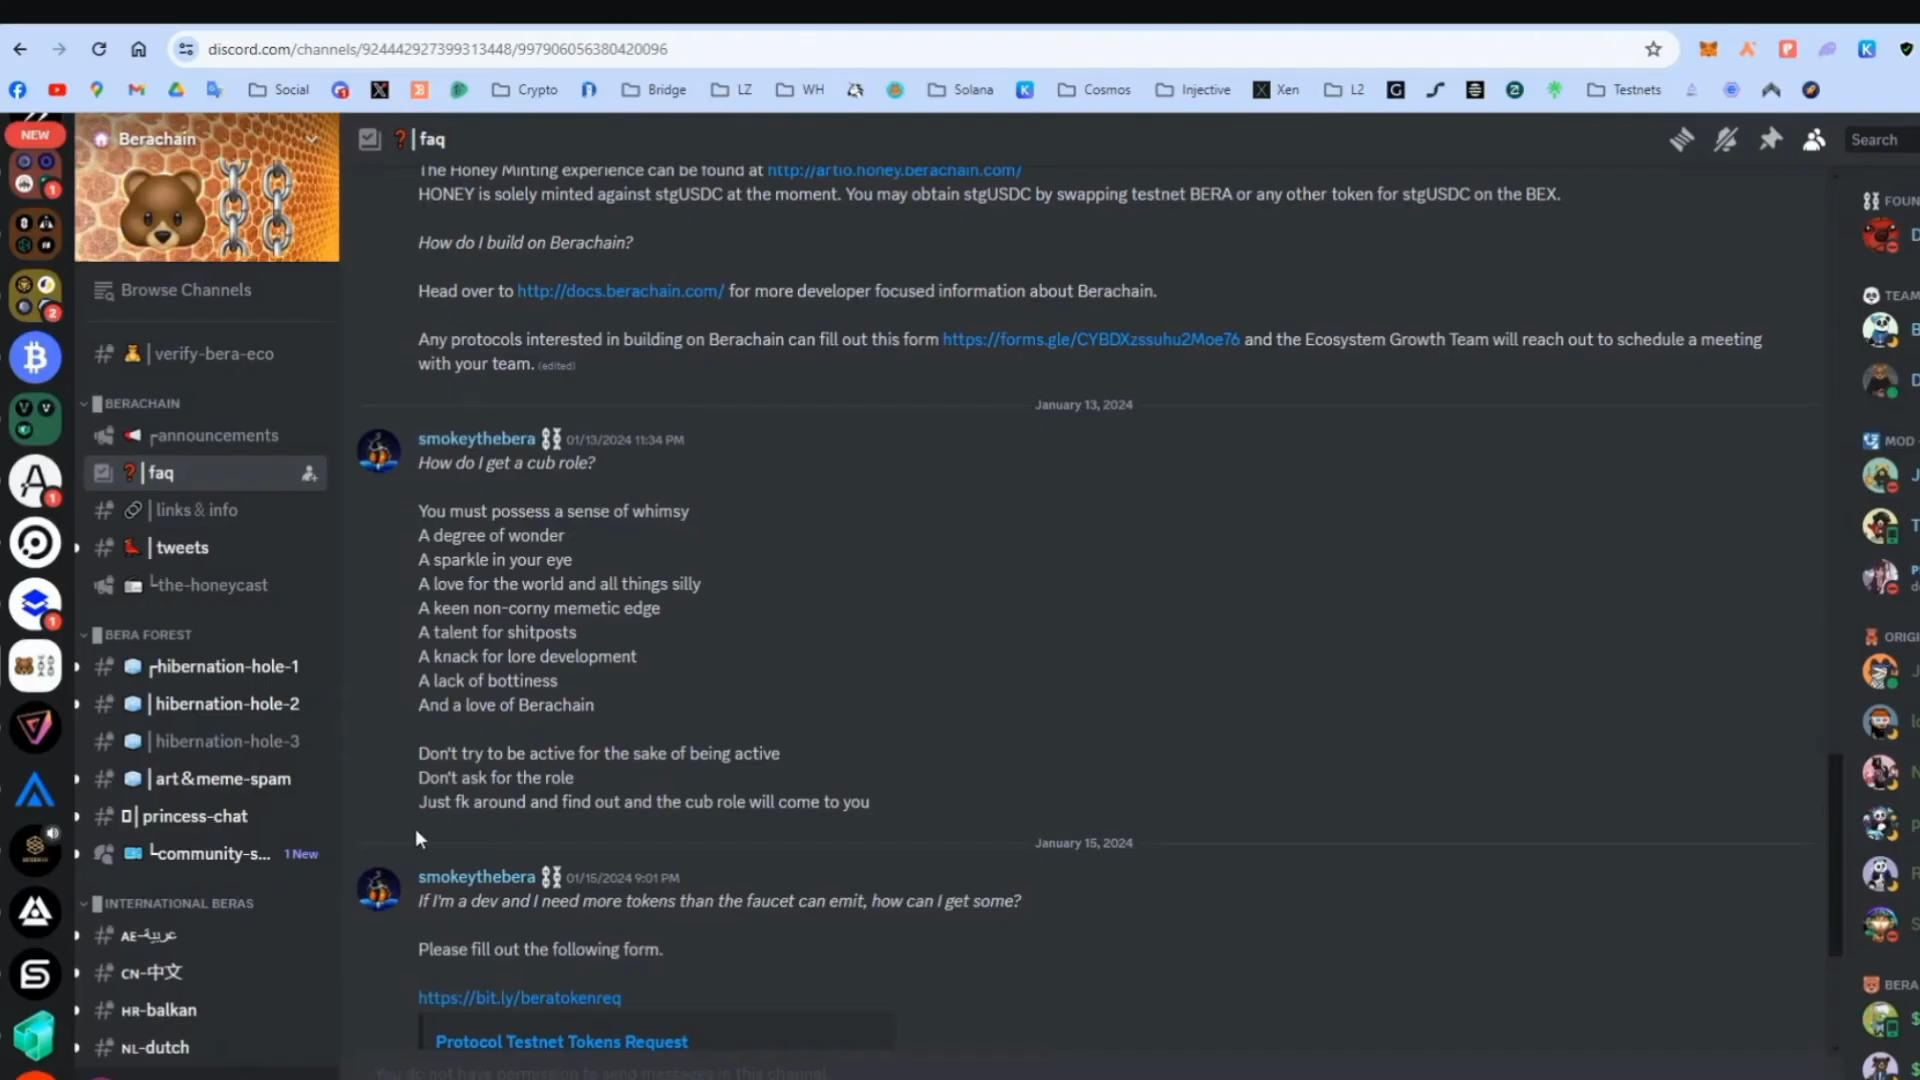 discord.com/channels/924442927399313448/997906056380420096
Social
Crypto
Bridge
LZ
WH
Solana
Cosmos
Injective
Xen
L2
Testnets
NEW
Berachain
faq
Search
Browse Channels
verify-bera-eco
BERACHAIN
announcements
faq
links & info
tweets
the-honeycast
BERA FOREST
hibernation-hole-1
hibernation-hole-2
hibernation-hole-3
art&meme-spam
princess-chat
community-s... 1 New
INTERNATIONAL BERAS
AE-عربية
CN-中文
HR-balkan
NL-dutch
The Honey Minting experience can be found at http://artio.honey.berachain.com/
HONEY is solely minted against stgUSDC at the moment. You may obtain stgUSDC by swapping testnet BERA or any other token for stgUSDC on the BEX.
How do I build on Berachain?
Head over to http://docs.berachain.com/ for more developer focused information about Berachain.
Any protocols interested in building on Berachain can fill out this form https://forms.gle/CYBDXzssuhu2Moe76 and the Ecosystem Growth Team will reach out to schedule a meeting
with your team. (edited)
January 13, 2024
smokeythebera 01/13/2024 11:34 PM
How do I get a cub role?
You must possess a sense of whimsy
A degree of wonder
A sparkle in your eye
A love for the world and all things silly
A keen non-corny memetic edge
A talent for shitposts
A knack for lore development
A lack of bottiness
And a love of Berachain
Don't try to be active for the sake of being active
Don't ask for the role
Just fk around and find out and the cub role will come to you
January 15, 2024
smokeythebera 01/15/2024 9:01 PM
If I'm a dev and I need more tokens than the faucet can emit, how can I get some?
Please fill out the following form.
https://bit.ly/beratokenreq
Protocol Testnet Tokens Request
You do not have permission to send messages in this channel.
FOUN
TEAM
MOD
ORIGI
BERA